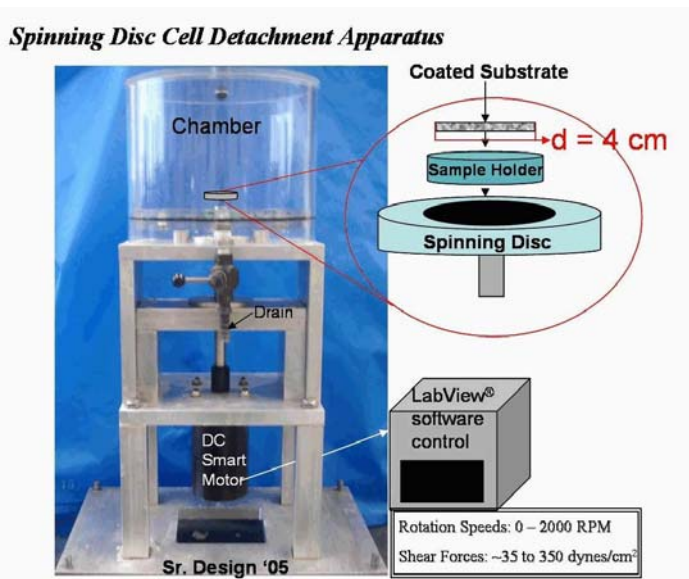 Spinning Disc Cell Detachment Apparatus
Coated Substrate
Chamber
d = 4 cm
Sample Holder
Spinning Disc
Drain
LabView®
software
control
DC
Smart
Motor
Rotation Speeds: 0 – 2000 RPM
Shear Forces: ~35 to 350 dynes/cm²
Sr. Design ‘05